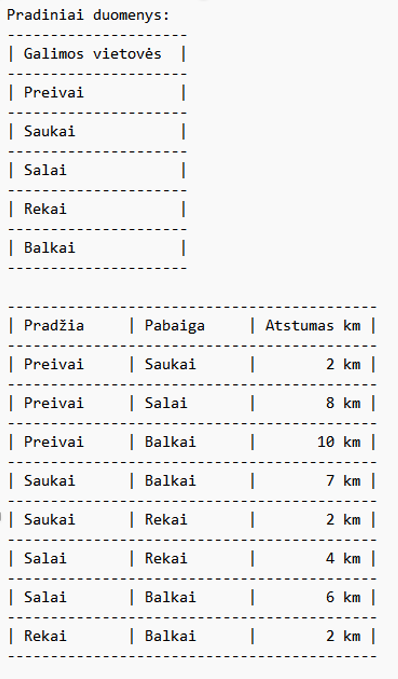 Pradiniai duomenys:
---------------------
| Galimos vietovės  |
---------------------
| Preivai           |
---------------------
| Saukai            |
---------------------
| Salai             |
---------------------
| Rekai             |
---------------------
| Balkai            |
---------------------

-------------------------------------------
| Pradžia     | Pabaiga     | Atstumas km |
-------------------------------------------
| Preivai     | Saukai      |        2 km |
-------------------------------------------
| Preivai     | Salai       |        8 km |
-------------------------------------------
| Preivai     | Balkai      |       10 km |
-------------------------------------------
| Saukai      | Balkai      |        7 km |
-------------------------------------------
| Saukai      | Rekai       |        2 km |
-------------------------------------------
| Salai       | Rekai       |        4 km |
-------------------------------------------
| Salai       | Balkai      |        6 km |
-------------------------------------------
| Rekai       | Balkai      |        2 km |
-------------------------------------------